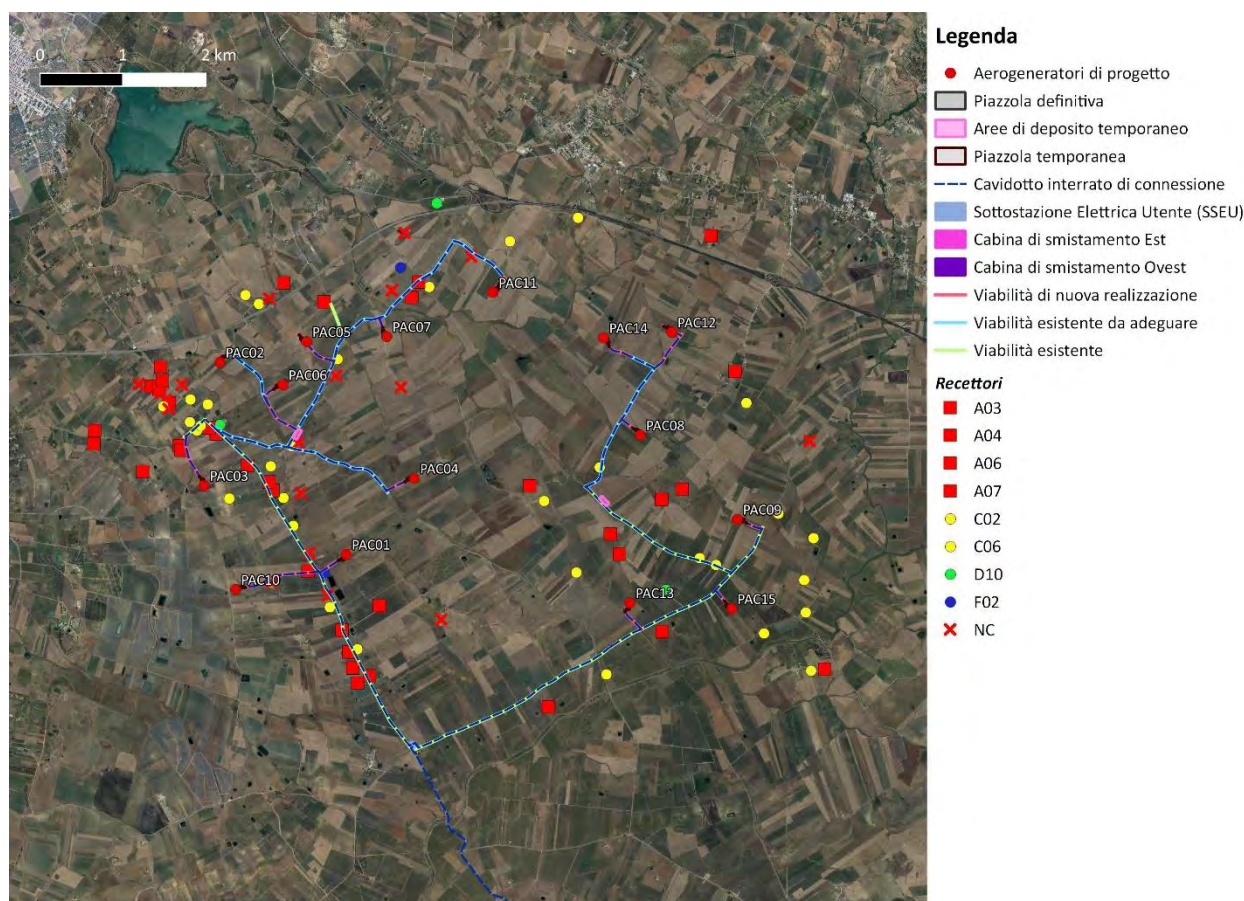 0 1 2 km
PAC11
PAC14
PAC12
PAC05
PAC07
PAC02
PAC06
PAC08
PAC04
PAC03
PAC09
PAC01
PAC10
PAC13
PAC15
Legenda
Aerogeneratori di progetto
Piazzola definitiva
Aree di deposito temporaneo
Piazzola temporanea
Cavidotto interrato di connessione
Sottostazione Elettrica Utente (SSEU)
Cabina di smistamento Est
Cabina di smistamento Ovest
Viabilità di nuova realizzazione
Viabilità esistente da adeguare
Viabilità esistente
Recettori
A03
A04
A06
A07
C02
C06
D10
F02
NC